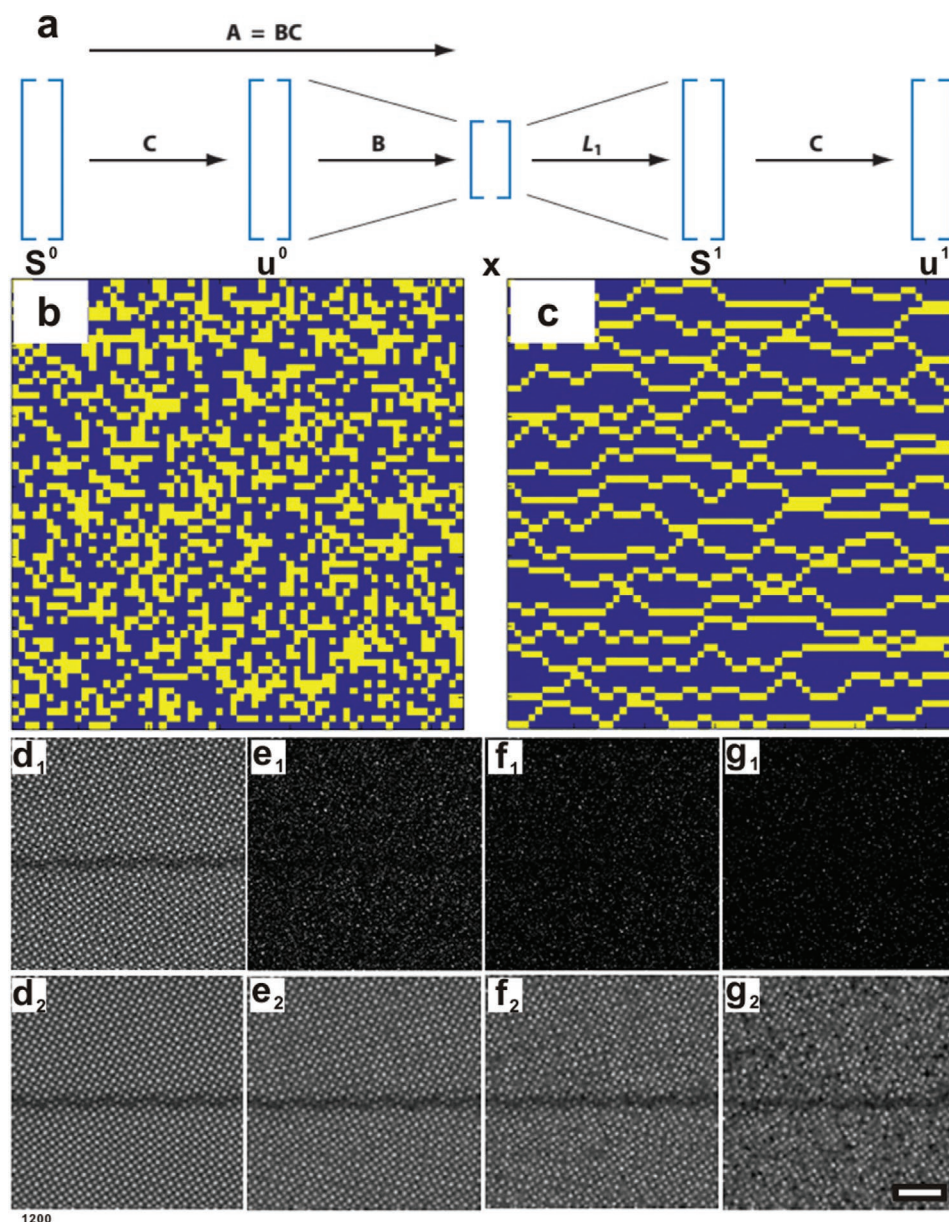 a
A = BC
C B L₁ C
S⁰ u⁰ x S¹ u¹
b c
d₁ e₁ f₁ g₁
d₂ e₂ f₂ g₂
1200